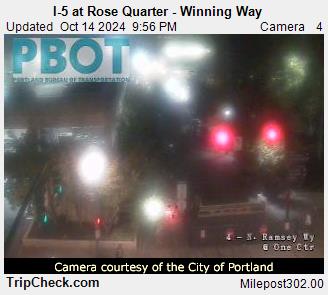 I-5 at Rose Quarter - Winning Way
Updated Oct 14 2024 9:56 PM Camera 4
PBOT
PORTLAND BUREAU OF TRANSPORTATION
4 - N. Ramsey Wy
@ One Ctr
Camera courtesy of the City of Portland
TripCheck.com Milepost302.00